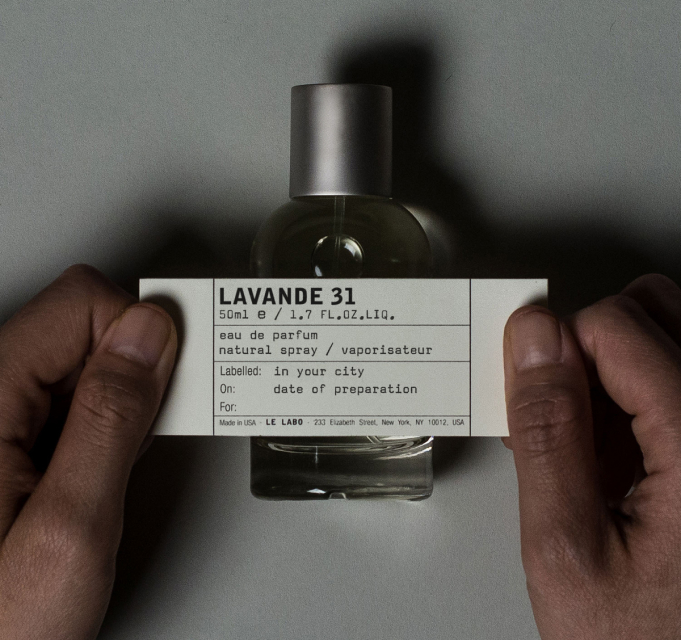 LAVANDE 31
50ml ℮ / 1.7 FL.OZ.LIQ.
eau de parfum
natural spray / vaporisateur
Labelled: in your city
On: date of preparation
For:
Made in USA · LE LABO · 233 Elizabeth Street, New York, NY 10012, USA